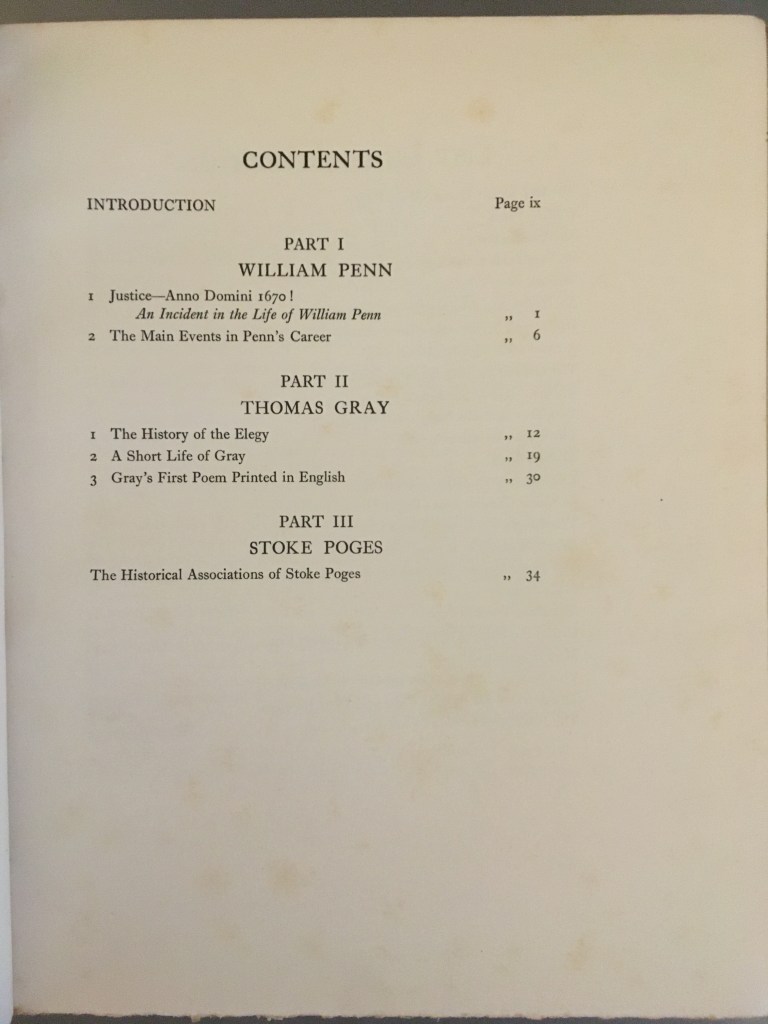 CONTENTS
INTRODUCTION Page ix
PART I
WILLIAM PENN
1 Justice—Anno Domini 1670!
An Incident in the Life of William Penn ,, 1
2 The Main Events in Penn's Career ,, 6
PART II
THOMAS GRAY
1 The History of the Elegy ,, 12
2 A Short Life of Gray ,, 19
3 Gray's First Poem Printed in English ,, 30
PART III
STOKE POGES
The Historical Associations of Stoke Poges ,, 34